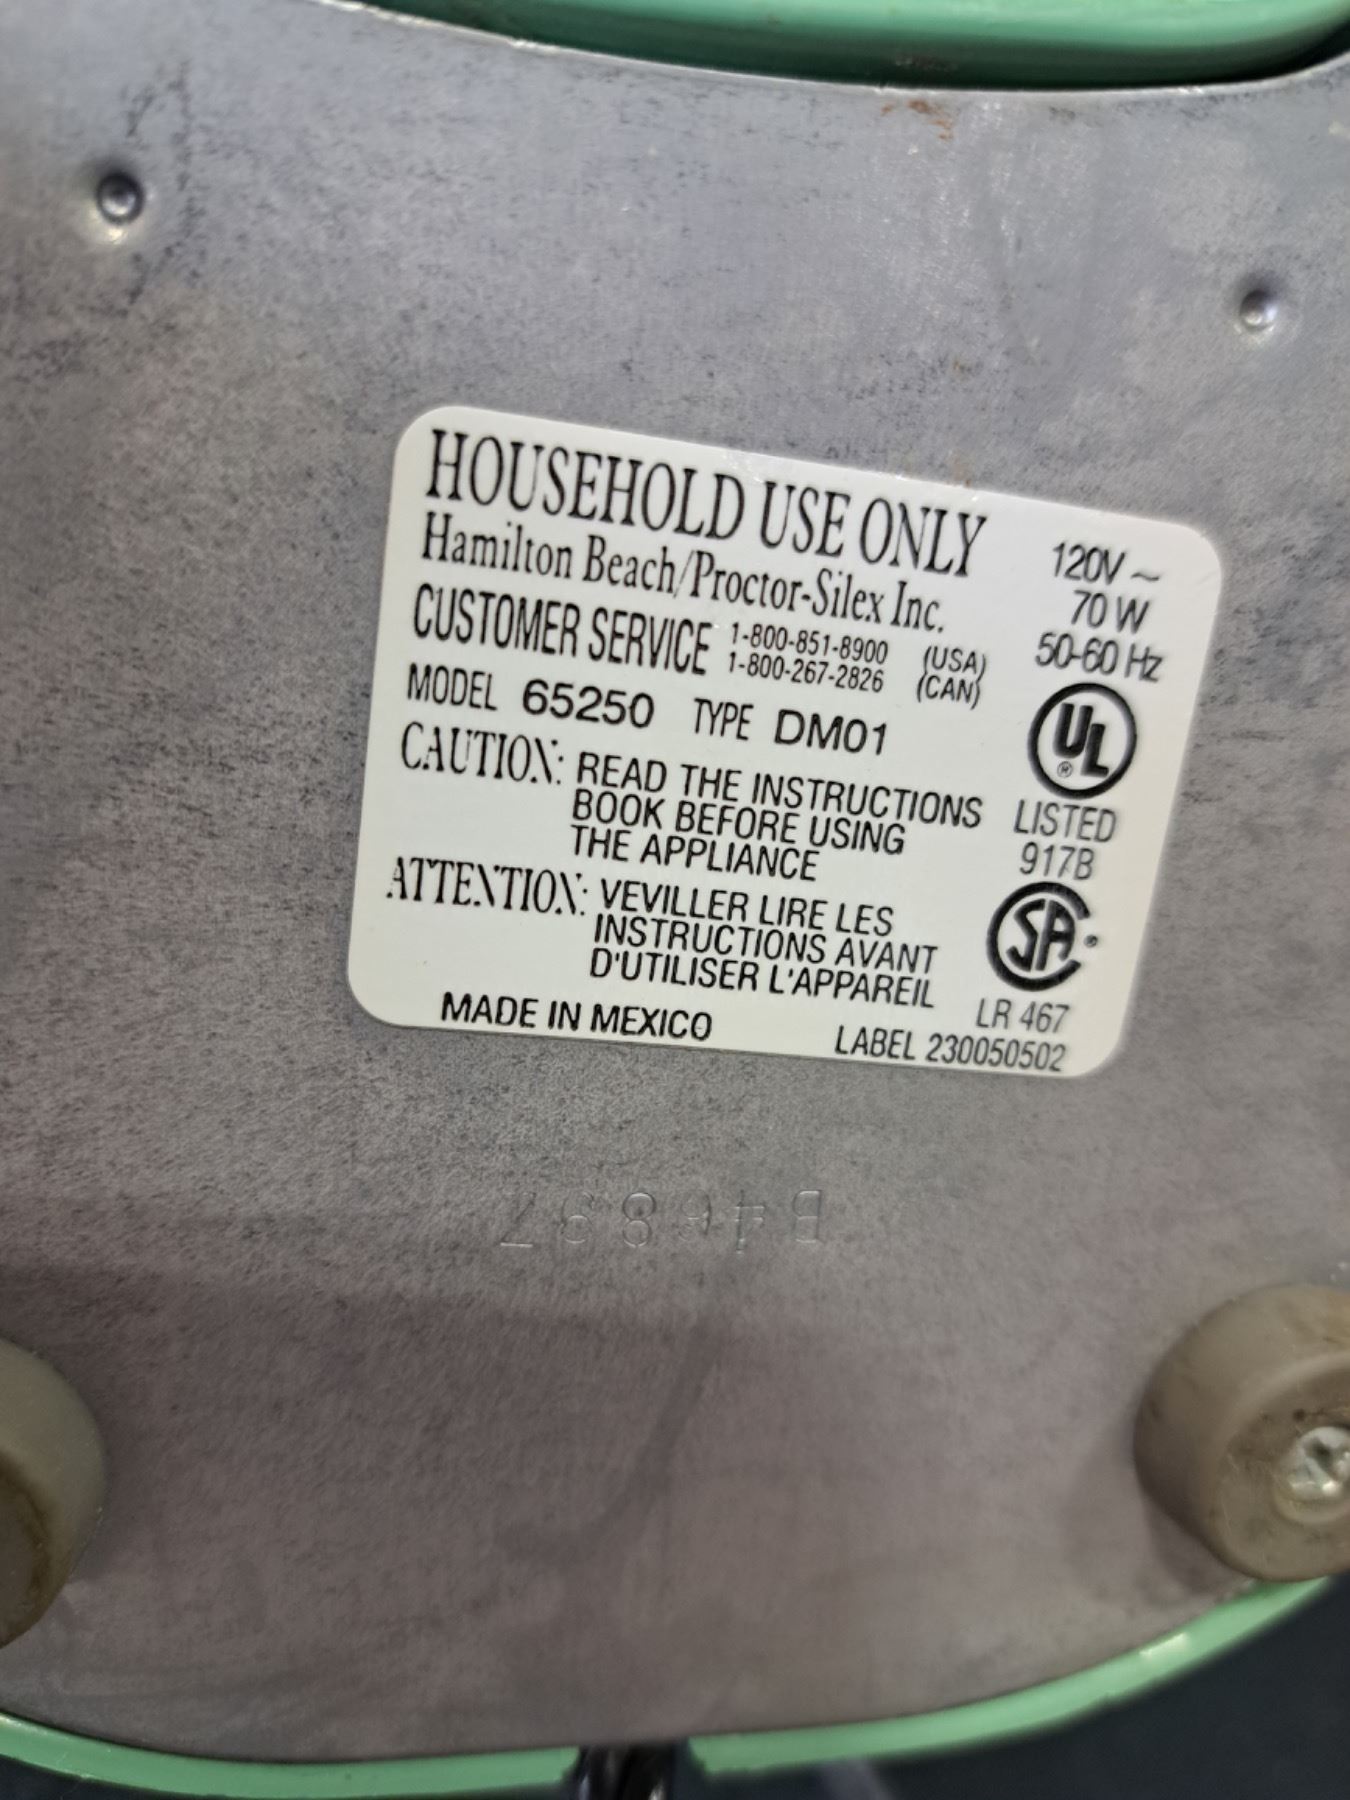 HOUSEHOLD USE ONLY
Hamilton Beach/Proctor-Silex Inc.
CUSTOMER SERVICE 1-800-851-8900 (USA)
1-800-267-2826 (CAN)
MODEL 65250 TYPE DM01
CAUTION: READ THE INSTRUCTIONS
BOOK BEFORE USING
THE APPLIANCE
ATTENTION: VEVILLER LIRE LES
INSTRUCTIONS AVANT
D'UTILISER L'APPAREIL
MADE IN MEXICO
120V ~
70 W
50-60 Hz
UL ®
LISTED
917B
SA ®
LR 467
LABEL 230050502